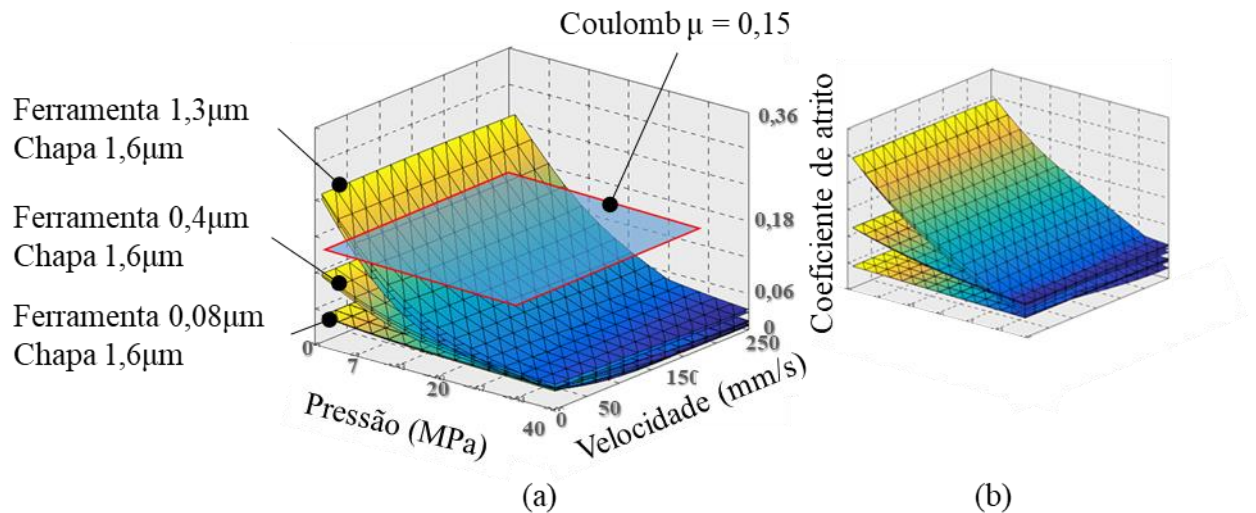 Coulomb μ = 0,15
Ferramenta 1,3μm
Chapa 1,6μm
Ferramenta 0,4μm
Chapa 1,6μm
Ferramenta 0,08μm
Chapa 1,6μm
0,36
0,18
0,06
0
250
150
50
0
Velocidade (mm/s)
0
7
20
40
Pressão (MPa)
Coeficiente de atrito
(a)
(b)